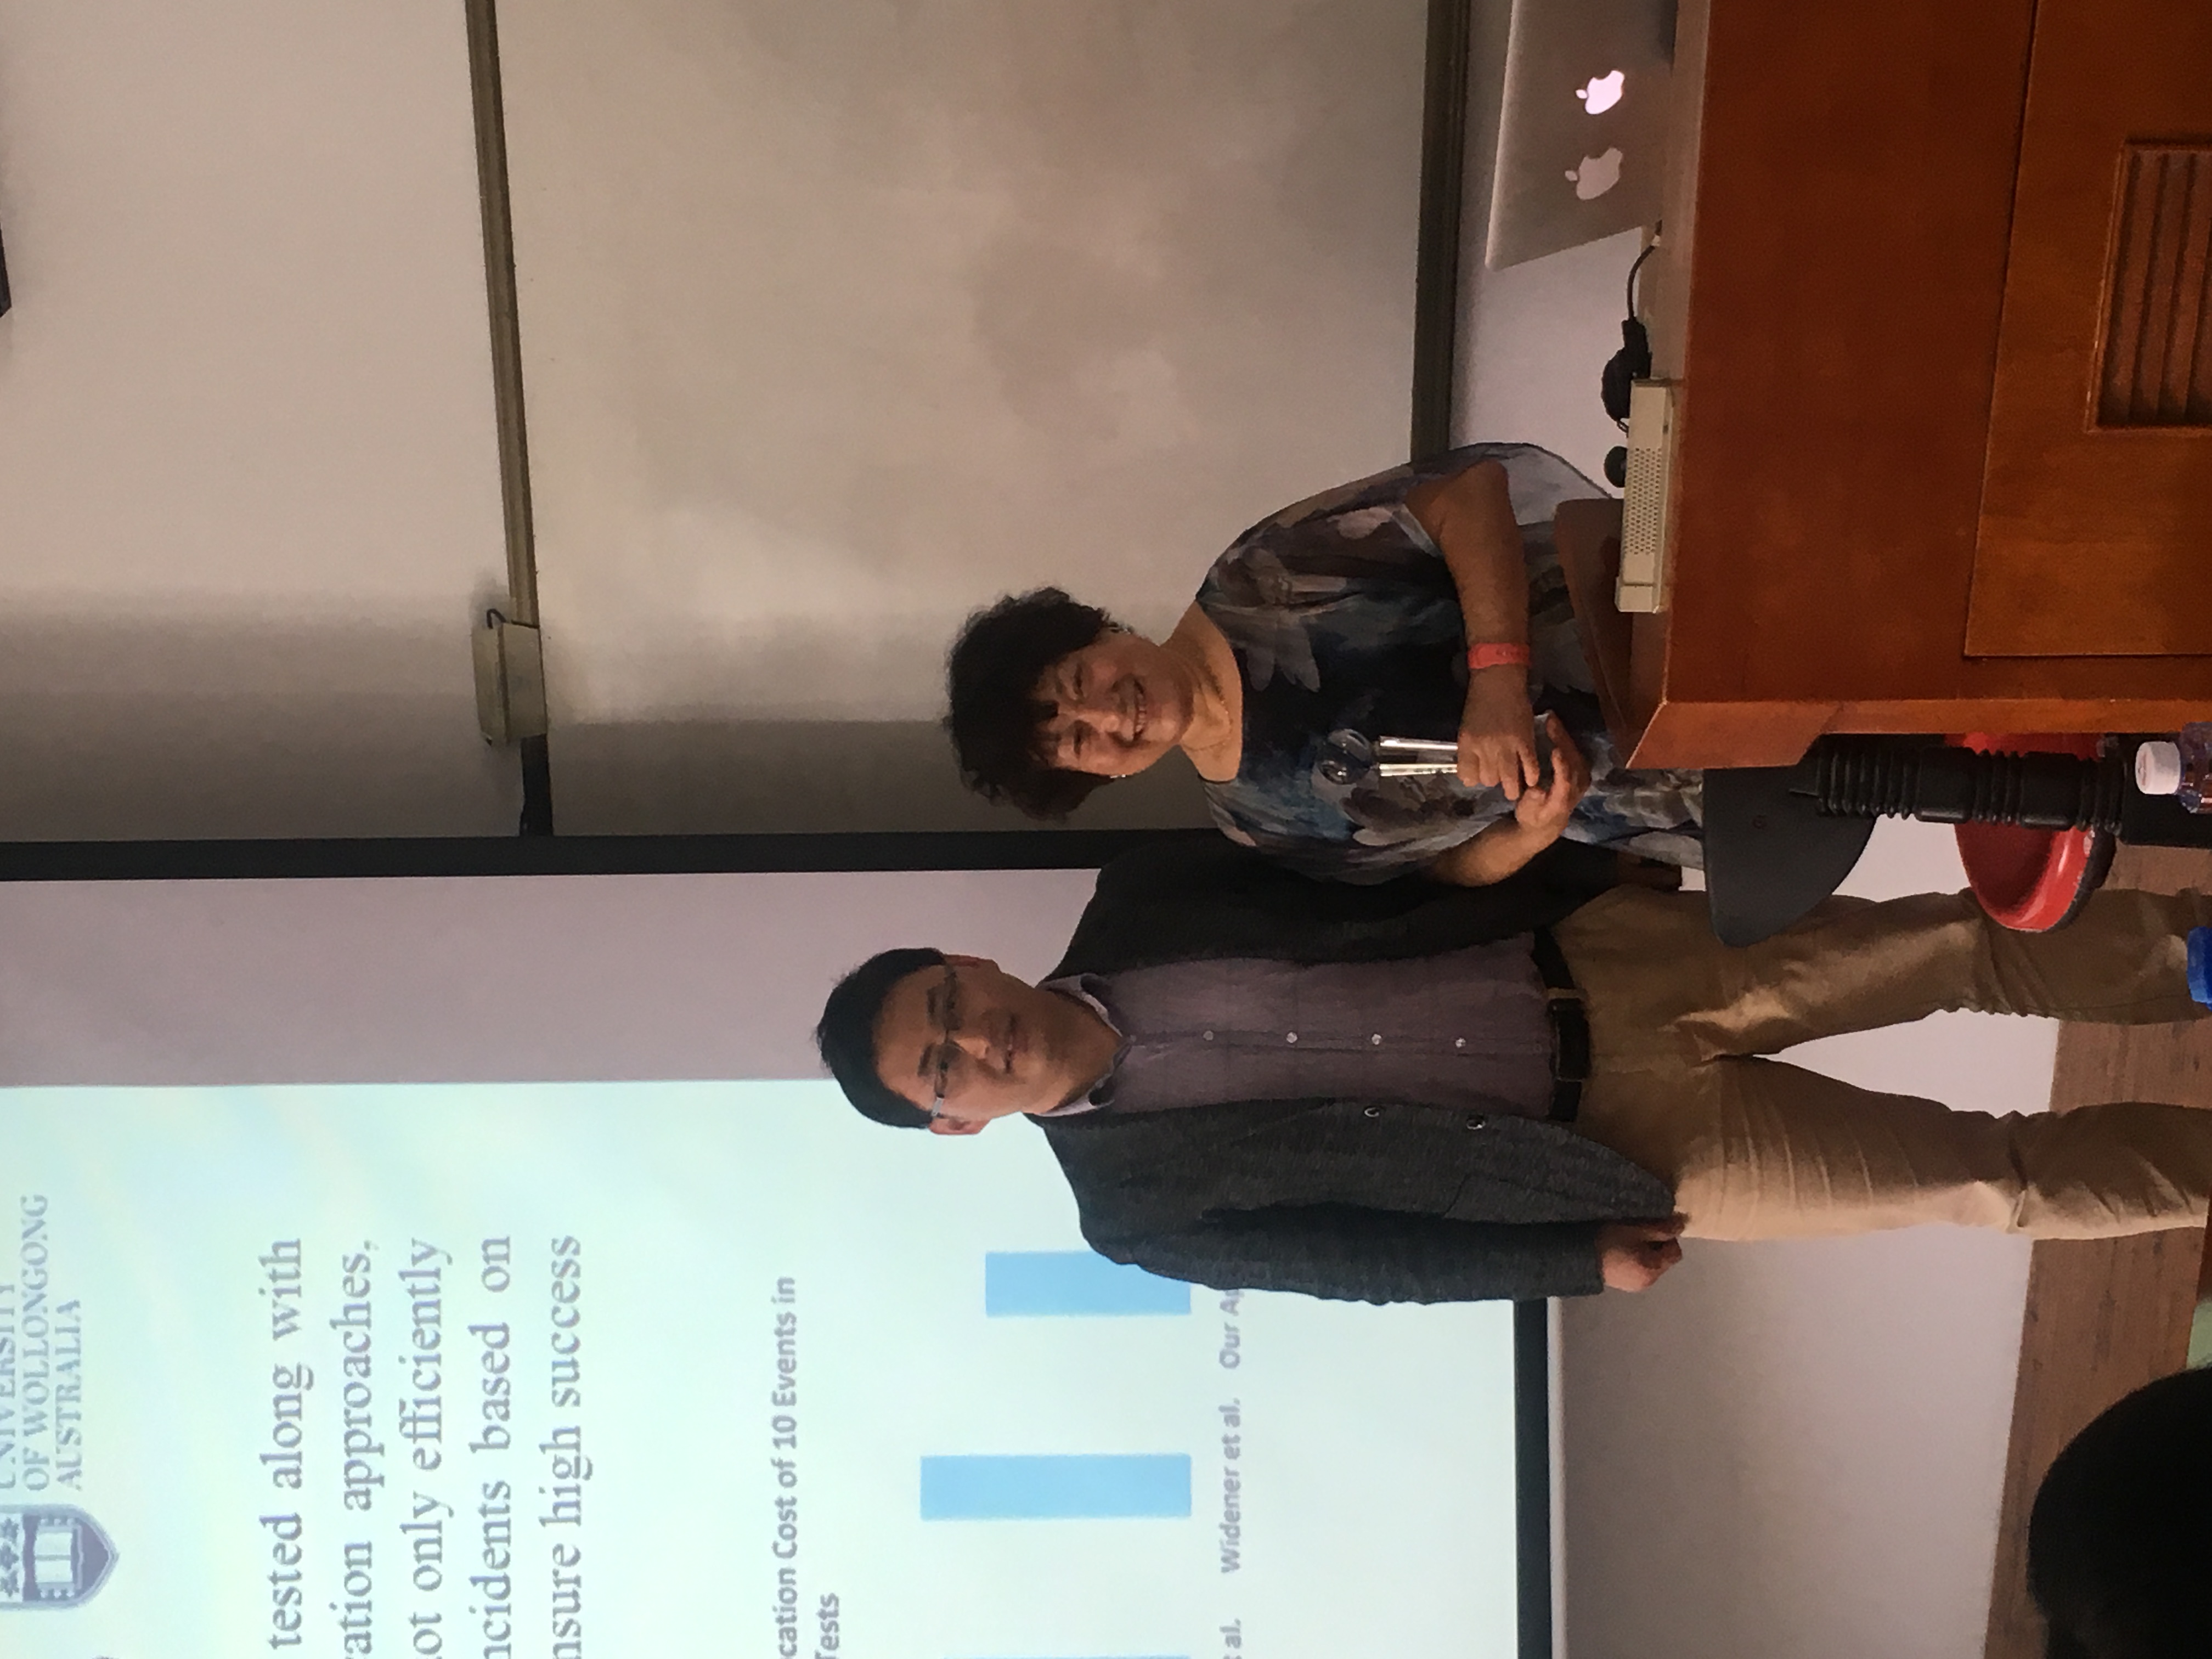 UNIVERSITY
OF WOLLONGONG
AUSTRALIA
tested along with
ation approaches,
ot only efficiently
ncidents based on
nsure high success
cation Cost of 10 Events in
Tests
al.
Widener et al.
Our